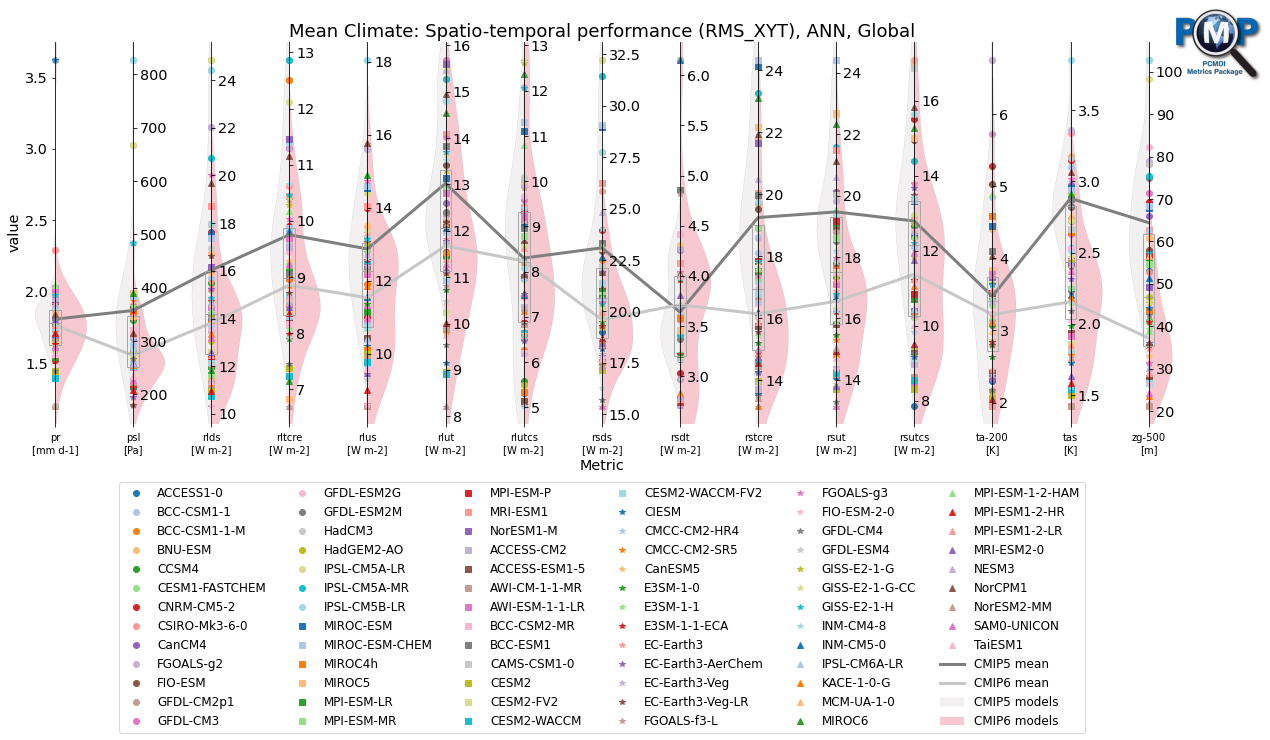 Mean Climate: Spatio-temporal performance (RMS_XYT), ANN, Global
PMP
PCMDI
Metrics Package
value
3.5
3.0
2.5
2.0
1.5
800
700
600
500
400
300
200
24
22
20
18
16
14
12
10
13
12
11
10
9
8
7
18
16
14
12
10
16
15
14
13
12
11
10
9
8
13
12
11
10
9
8
7
6
5
32.5
30.0
27.5
25.0
22.5
20.0
17.5
15.0
6.0
5.5
5.0
4.5
4.0
3.5
3.0
24
22
20
18
16
14
24
22
20
18
16
14
16
14
12
10
8
6
5
4
3
2
3.5
3.0
2.5
2.0
1.5
100
90
80
70
60
50
40
30
20
pr psl rlds rltcre rlus rlut rlutcs rsds rsdt rstcre rsut rsutcs ta-200 tas zg-500
[mm d-1] [Pa] [W m-2] [W m-2] [W m-2] [W m-2] [W m-2] [W m-2] [W m-2] [W m-2] [W m-2] [W m-2] [K] [K] [m]
Metric
ACCESS1-0
BCC-CSM1-1
BCC-CSM1-1-M
BNU-ESM
CCSM4
CESM1-FASTCHEM
CNRM-CM5-2
CSIRO-Mk3-6-0
CanCM4
FGOALS-g2
FIO-ESM
GFDL-CM2p1
GFDL-CM3
GFDL-ESM2G
GFDL-ESM2M
HadCM3
HadGEM2-AO
IPSL-CM5A-LR
IPSL-CM5A-MR
IPSL-CM5B-LR
MIROC-ESM
MIROC-ESM-CHEM
MIROC4h
MIROC5
MPI-ESM-LR
MPI-ESM-MR
MPI-ESM-P
MRI-ESM1
NorESM1-M
ACCESS-CM2
ACCESS-ESM1-5
AWI-CM-1-1-MR
AWI-ESM-1-1-LR
BCC-CSM2-MR
BCC-ESM1
CAMS-CSM1-0
CESM2
CESM2-FV2
CESM2-WACCM
CESM2-WACCM-FV2
CIESM
CMCC-CM2-HR4
CMCC-CM2-SR5
CanESM5
E3SM-1-0
E3SM-1-1
E3SM-1-1-ECA
EC-Earth3
EC-Earth3-AerChem
EC-Earth3-Veg
EC-Earth3-Veg-LR
FGOALS-f3-L
FGOALS-g3
FIO-ESM-2-0
GFDL-CM4
GFDL-ESM4
GISS-E2-1-G
GISS-E2-1-G-CC
GISS-E2-1-H
INM-CM4-8
INM-CM5-0
IPSL-CM6A-LR
KACE-1-0-G
MCM-UA-1-0
MIROC6
MPI-ESM-1-2-HAM
MPI-ESM1-2-HR
MPI-ESM1-2-LR
MRI-ESM2-0
NESM3
NorCPM1
NorESM2-MM
SAM0-UNICON
TaiESM1
CMIP5 mean
CMIP6 mean
CMIP5 models
CMIP6 models